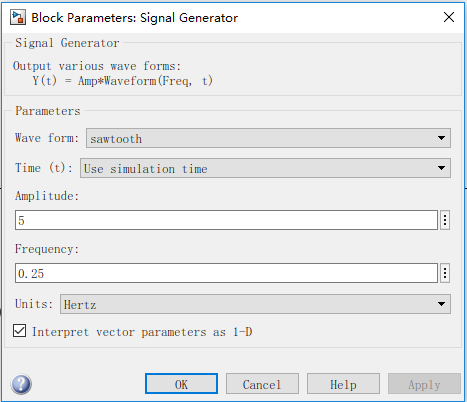 Block Parameters: Signal Generator
Signal Generator
Output various wave forms:
Y(t) = Amp*Waveform(Freq, t)
Parameters
Wave form: sawtooth
Time (t): Use simulation time
Amplitude:
5
Frequency:
0.25
Units: Hertz
Interpret vector parameters as 1-D
OK Cancel Help Apply